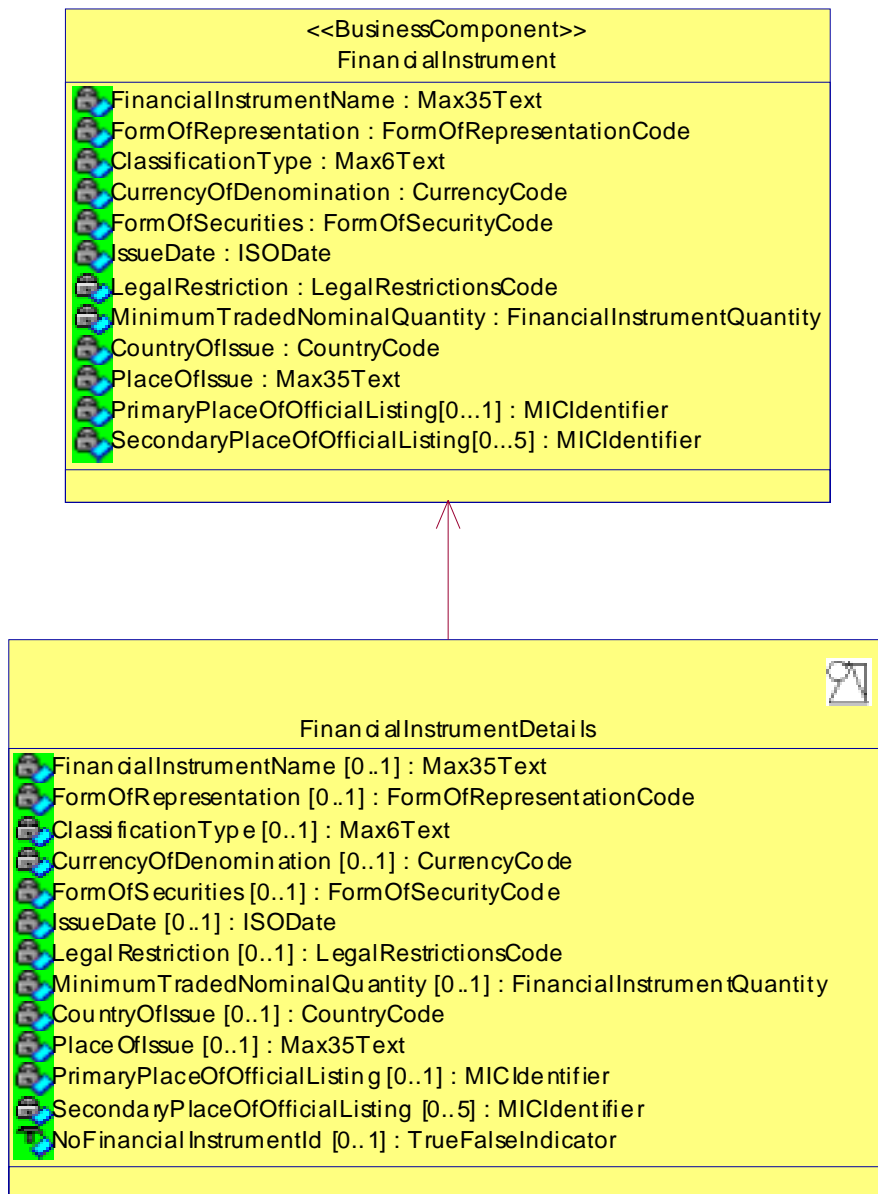 <<BusinessComponent>>
FinancialInstrument
FinancialInstrumentName : Max35Text
FormOfRepresentation : FormOfRepresentationCode
ClassificationType : Max6Text
CurrencyOfDenomination : CurrencyCode
FormOfSecurities : FormOfSecurityCode
IssueDate : ISODate
LegalRestriction : LegalRestrictionsCode
MinimumTradedNominalQuantity : FinancialInstrumentQuantity
CountryOfIssue : CountryCode
PlaceOfIssue : Max35Text
PrimaryPlaceOfOfficialListing[0...1] : MICIdentifier
SecondaryPlaceOfOfficialListing[0...5] : MICIdentifier
FinancialInstrumentDetails
FinancialInstrumentName [0..1] : Max35Text
FormOfRepresentation [0..1] : FormOfRepresentationCode
ClassificationType [0..1] : Max6Text
CurrencyOfDenomination [0..1] : CurrencyCode
FormOfSecurities [0..1] : FormOfSecurityCode
IssueDate [0..1] : ISODate
LegalRestriction [0..1] : LegalRestrictionsCode
MinimumTradedNominalQuantity [0..1] : FinancialInstrumentQuantity
CountryOfIssue [0..1] : CountryCode
PlaceOfIssue [0..1] : Max35Text
PrimaryPlaceOfOfficialListing [0..1] : MICIdentifier
SecondaryPlaceOfOfficialListing [0..5] : MICIdentifier
NoFinancialInstrumentId [0..1] : TrueFalseIndicator